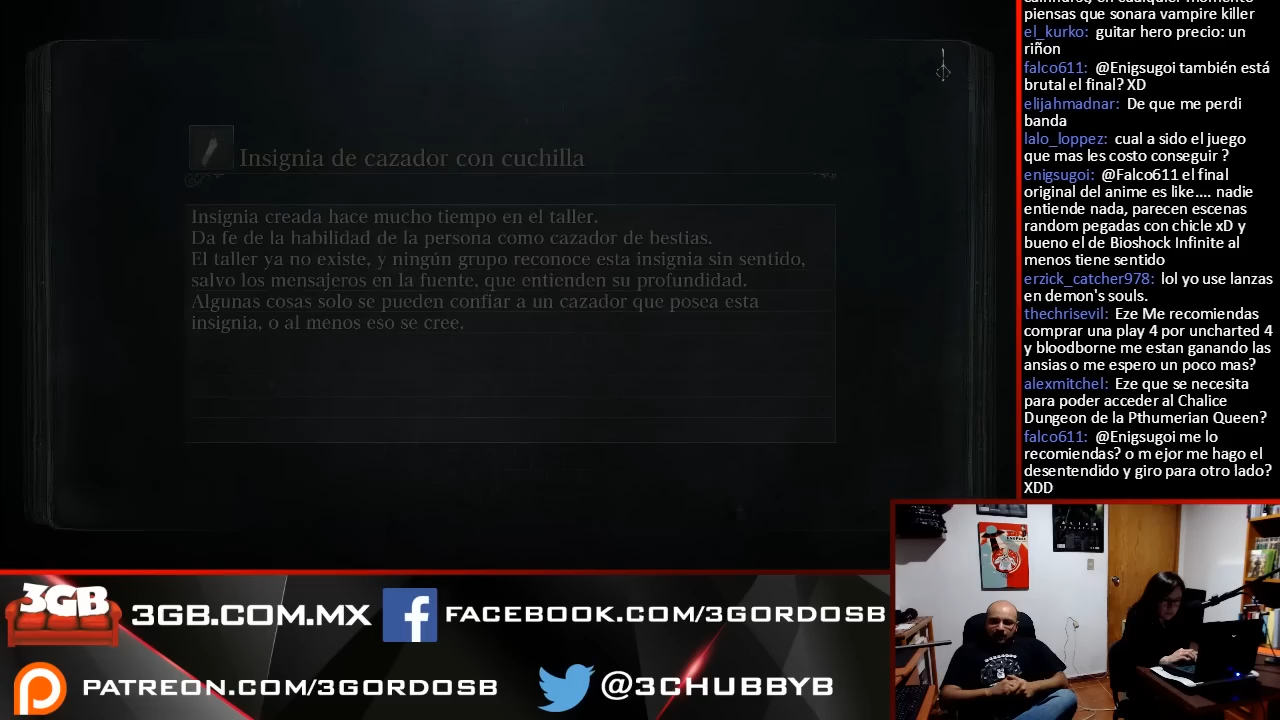 Insignia de cazador con cuchilla
Insignia creada hace mucho tiempo en el taller.
Da fe de la habilidad de la persona como cazador de bestias.
El taller ya no existe, y ningún grupo reconoce esta insignia sin sentido,
salvo los mensajeros en la fuente, que entienden su profundidad.
Algunas cosas solo se pueden confiar a un cazador que posea esta
insignia, o al menos eso se cree.
piensas que sonara vampire killer
el_kurko: guitar hero precio: un
riñon
falco611: @Enigsugoi también está
brutal el final? XD
elijahmadnar: De que me perdi
banda
lalo_loppez: cual a sido el juego
que mas les costo conseguir ?
enigsugoi: @Falco611 el final
original del anime es like.... nadie
entiende nada, parecen escenas
random pegadas con chicle xD y
bueno el de Bioshock Infinite al
menos tiene sentido
erzick_catcher978: lol yo use lanzas
en demon's souls.
thechrisevil: Eze Me recomiendas
comprar una play 4 por uncharted 4
y bloodborne me estan ganando las
ansias o me espero un poco mas?
alexmitchel: Eze que se necesita
para poder acceder al Chalice
Dungeon de la Pthumerian Queen?
falco611: @Enigsugoi me lo
recomiendas? o m ejor me hago el
desentendido y giro para otro lado?
XDD
3GB
3GB.COM.MX
FACEBOOK.COM/3GORDOSB
PATREON.COM/3GORDOSB
@3CHUBBYB